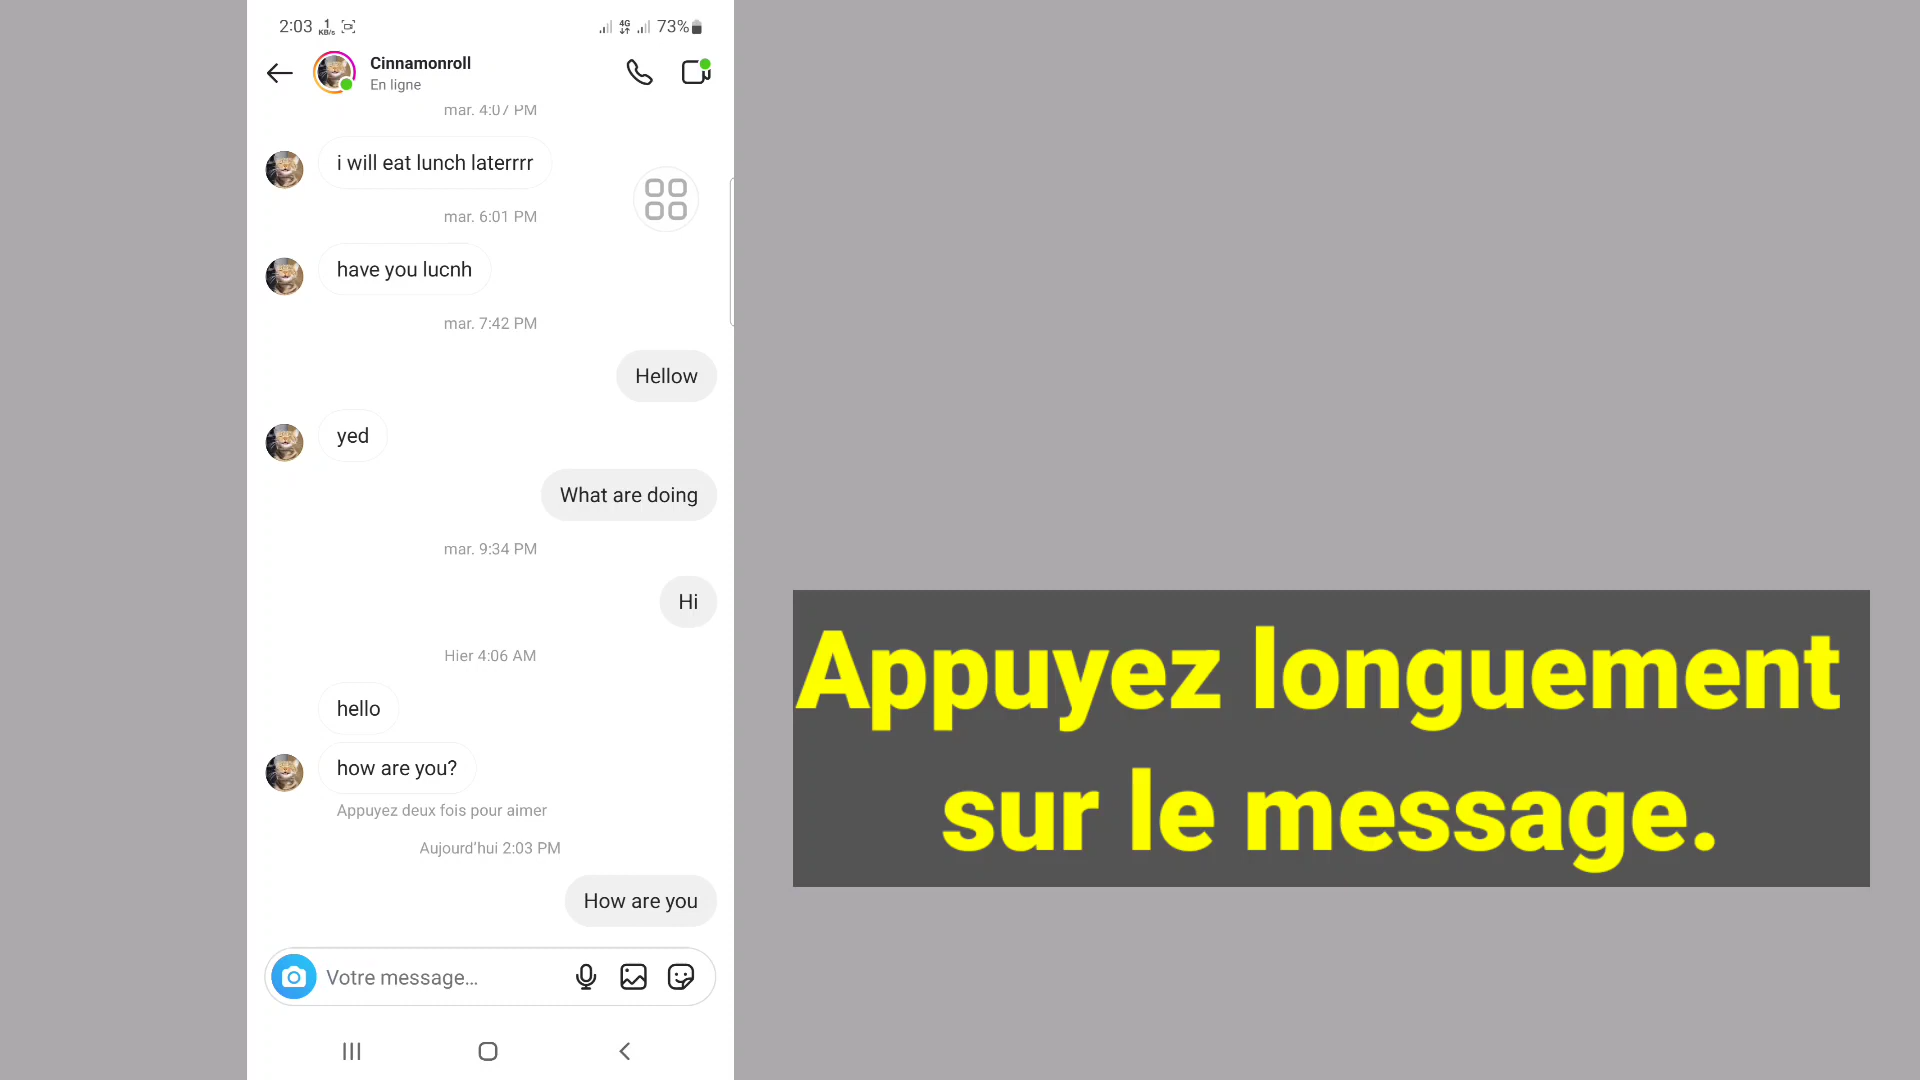 2:03 1 KB/s 4G 73%
Cinnamonroll
En ligne
mar. 4:07 PM
i will eat lunch laterrrr
mar. 6:01 PM
have you lucnh
mar. 7:42 PM
Hellow
yed
What are doing
mar. 9:34 PM
Hi
Hier 4:06 AM
hello
how are you?
Appuyez deux fois pour aimer
Aujourd'hui 2:03 PM
How are you
Votre message...
Appuyez longuement
sur le message.